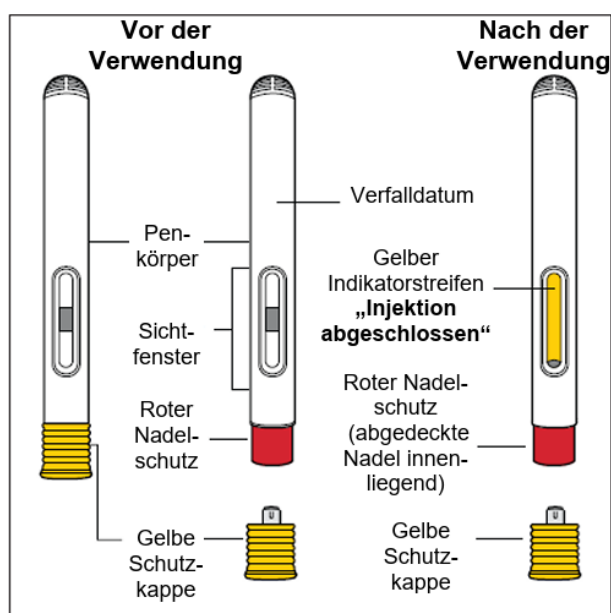 Vor der
Verwendung
Nach der
Verwendung
Verfalldatum
Pen-
körper
Gelber
Indikatorstreifen
„Injektion
abgeschlossen“
Sicht-
fenster
Roter
Nadel-
schutz
Roter Nadel-
schutz
(abgedeckte
Nadel innen-
liegend)
Gelbe
Schutz-
kappe
Gelbe
Schutz-
kappe